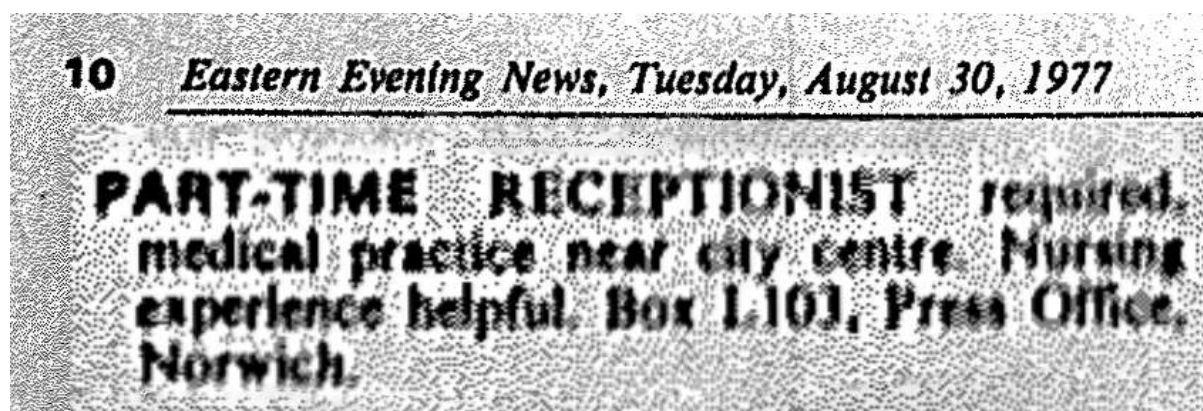 10 Eastern Evening News, Tuesday, August 30, 1977
PART-TIME RECEPTIONIST required,
medical practice near city centre. Nursing
experience helpful. Box Press Office,
Norwich.